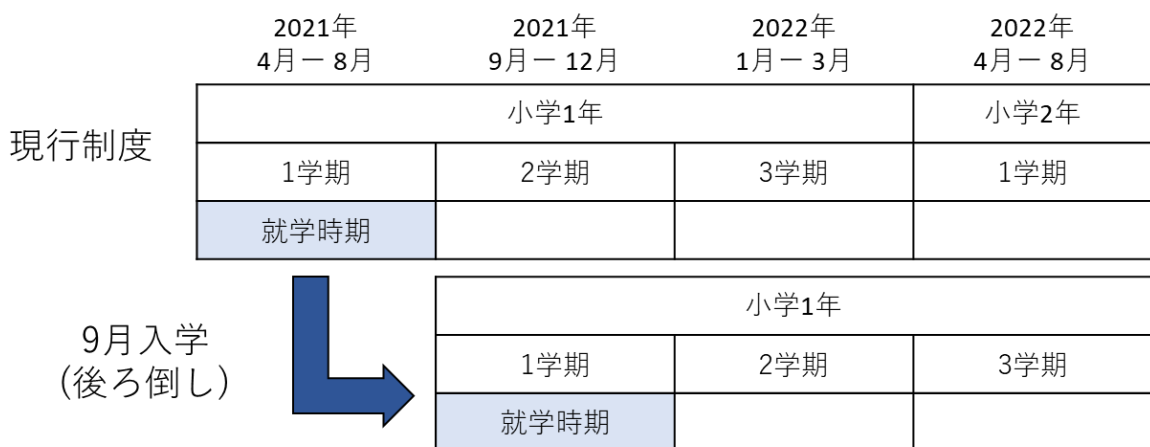 2021年 2021年 2022年 2022年
4月ー8月 9月ー12月 1月ー3月 4月ー8月
現行制度
小学1年 小学2年
1学期 2学期 3学期 1学期
就学時期
9月入学
(後ろ倒し)
小学1年
1学期 2学期 3学期
就学時期